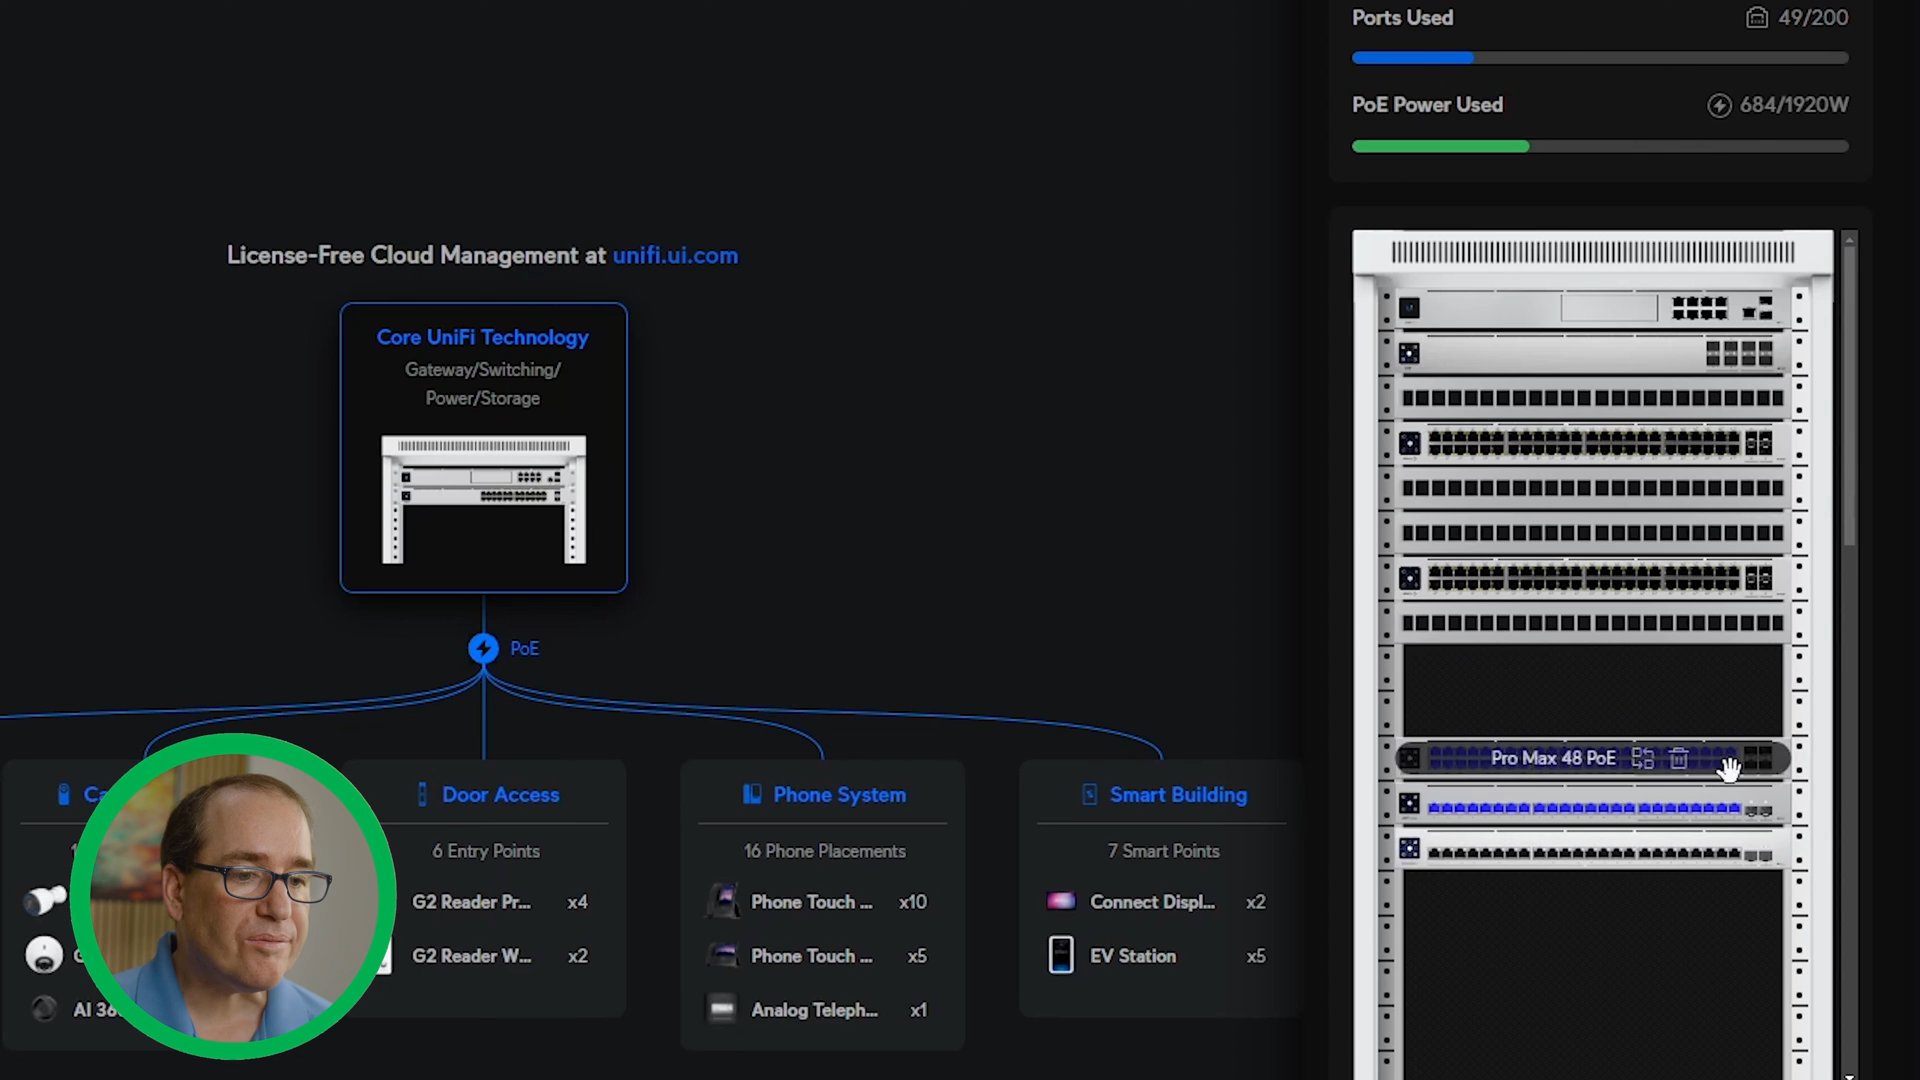 Ports Used
49/200
PoE Power Used
684/1920W
License-Free Cloud Management at unifi.ui.com
Core UniFi Technology
Gateway/Switching/
Power/Storage
PoE
Pro Max 48 PoE
Ca
Door Access
6 Entry Points
G2 Reader Pr... x4
G2 Reader W... x2
Phone System
16 Phone Placements
Phone Touch ... x10
Phone Touch ... x5
Analog Teleph... x1
Smart Building
7 Smart Points
Connect Displ... x2
EV Station x5
AI 36